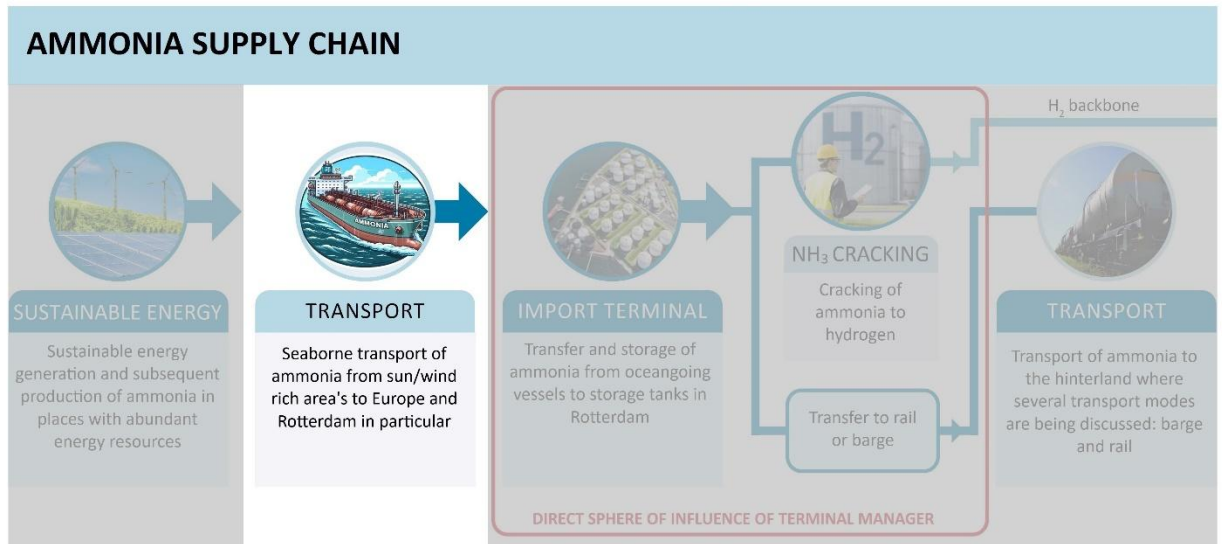 AMMONIA SUPPLY CHAIN
SUSTAINABLE ENERGY
Sustainable energy
generation and subsequent
production of ammonia in
places with abundant
energy resources
AMMONIA
TRANSPORT
Seaborne transport of
ammonia from sun/wind
rich area's to Europe and
Rotterdam in particular
IMPORT TERMINAL
Transfer and storage of
ammonia from oceangoing
vessels to storage tanks in
Rotterdam
H2
NH₃ CRACKING
Cracking of
ammonia to
hydrogen
Transfer to rail
or barge
H₂ backbone
TRANSPORT
Transport of ammonia to
the hinterland where
several transport modes
are being discussed: barge
and rail
DIRECT SPHERE OF INFLUENCE OF TERMINAL MANAGER